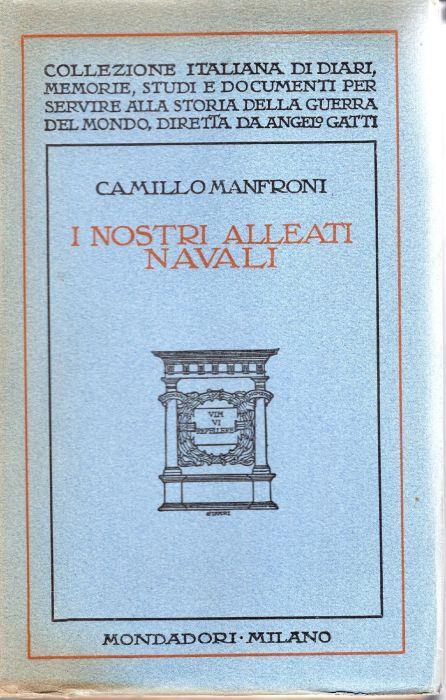 COLLEZIONE ITALIANA DI DIARI,
MEMORIE, STUDI E DOCUMENTI PER
SERVIRE ALLA STORIA DELLA GUERRA
DEL MONDO, DIRETTA DA ANGELO GATTI
CAMILLO MANFRONI
I NOSTRI ALLEATI
NAVALI
VIM
VI
REPELLERE
MONDADORI · MILANO